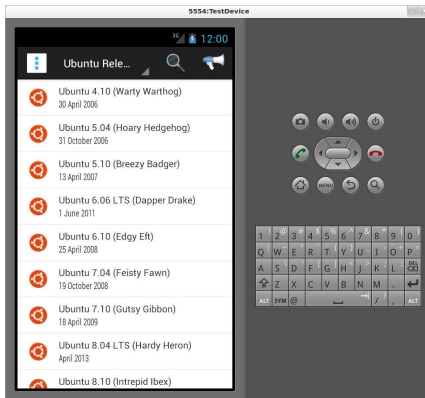 5554:TestDevice
3G 12:00
Ubuntu Rele...
Ubuntu 4.10 (Warty Warthog)
30 April 2006
Ubuntu 5.04 (Hoary Hedgehog)
31 October 2006
Ubuntu 5.10 (Breezy Badger)
13 April 2007
Ubuntu 6.06 LTS (Dapper Drake)
1 June 2011
Ubuntu 6.10 (Edgy Eft)
25 April 2008
Ubuntu 7.04 (Feisty Fawn)
19 October 2008
Ubuntu 7.10 (Gutsy Gibbon)
18 April 2009
Ubuntu 8.04 LTS (Hardy Heron)
April 2013
Ubuntu 8.10 (Intrepid Ibex)
MENU
1 2 3 4 5 6 7 8 9 0
Q W E R T Y U I O P
A S D F G H J K L DEL
Z X C V B N M .
ALT SYM @ / , ALT